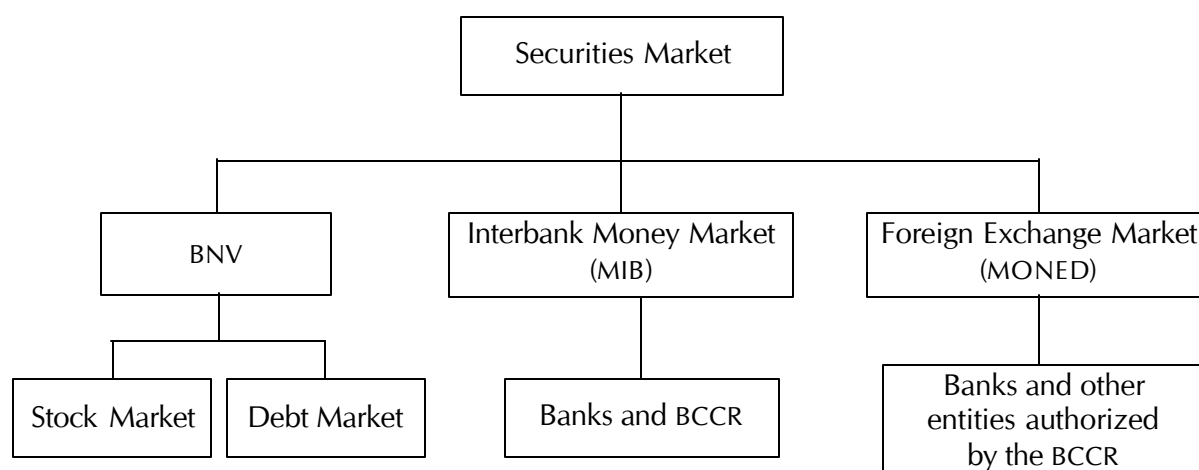 Securities Market
BNV
Interbank Money Market
(MIB)
Foreign Exchange Market
(MONED)
Stock Market
Debt Market
Banks and BCCR
Banks and other
entities authorized
by the BCCR